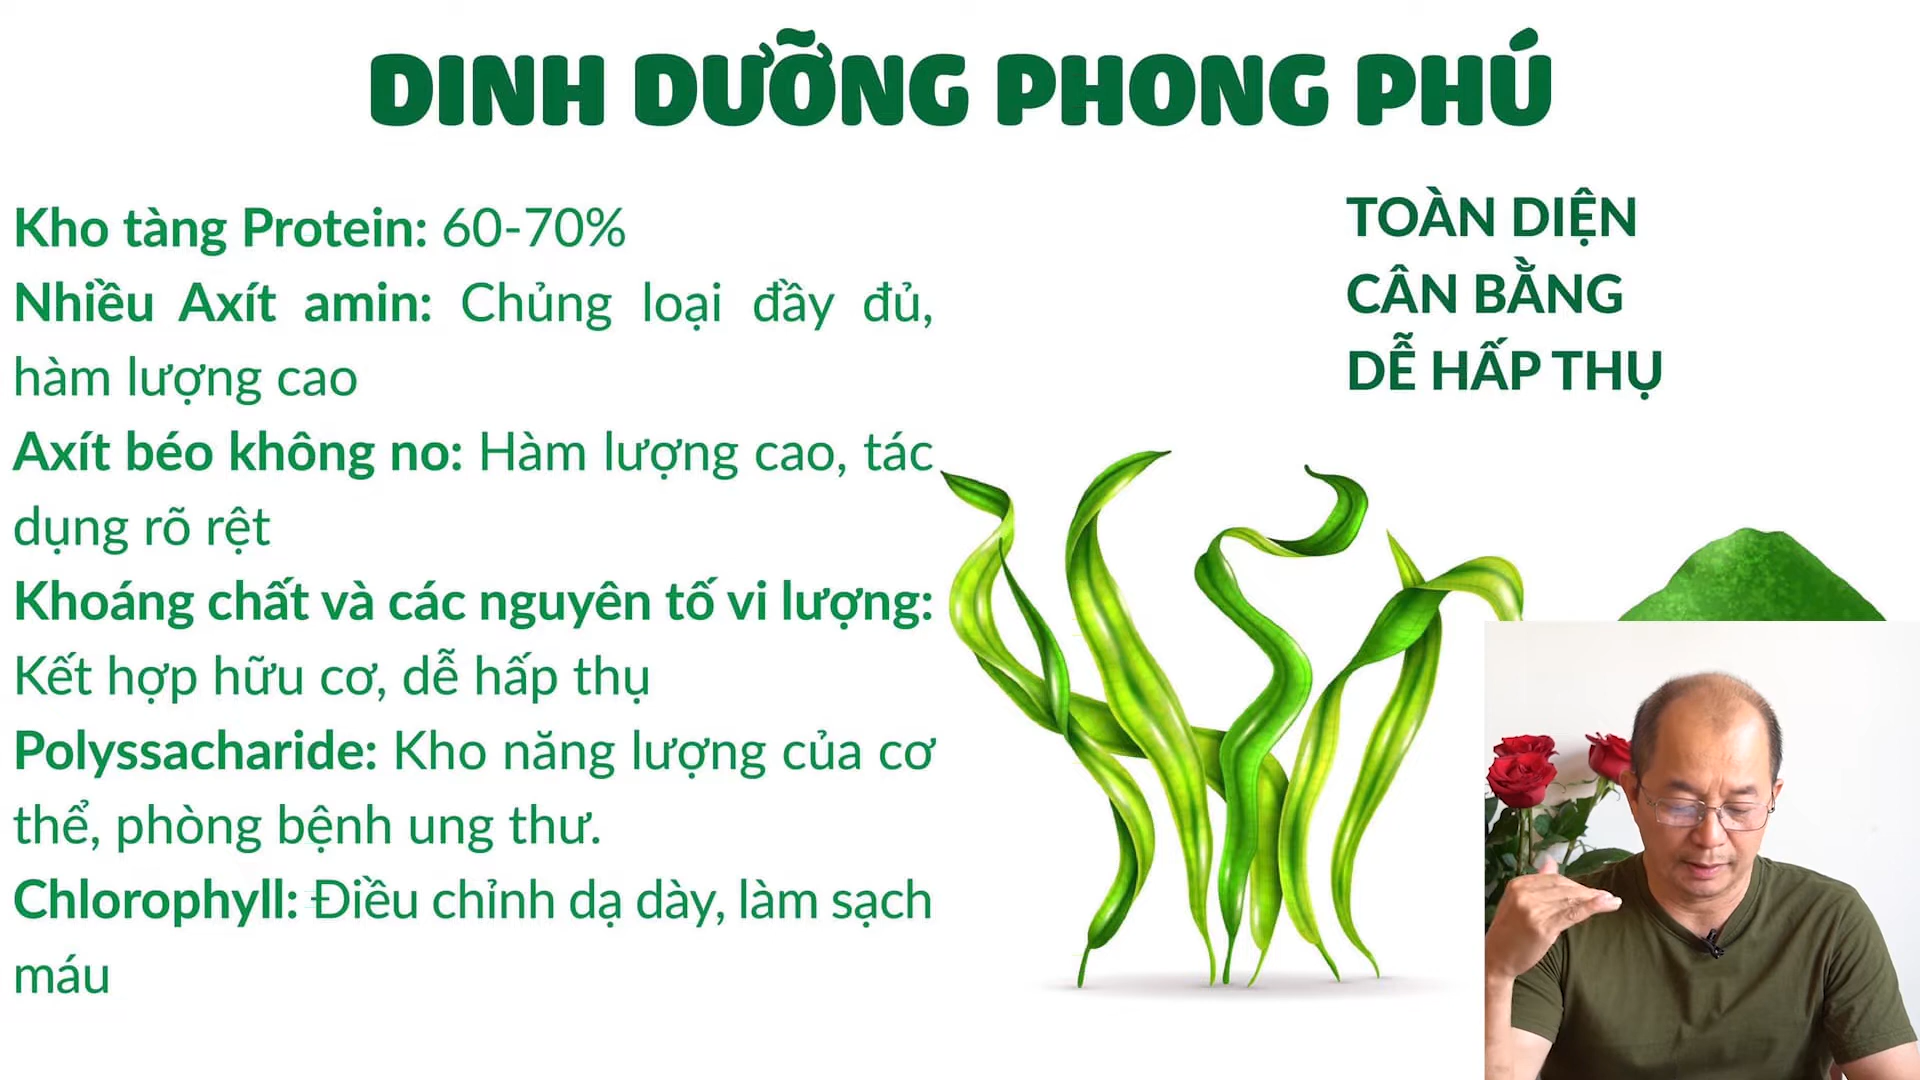 DINH DƯỠNG PHONG PHÚ
Kho tàng Protein: 60-70%
Nhiều Axít amin: Chủng loại đầy đủ,
hàm lượng cao
Axít béo không no: Hàm lượng cao, tác
dụng rõ rệt
Khoáng chất và các nguyên tố vi lượng:
Kết hợp hữu cơ, dễ hấp thụ
Polyssacharide: Kho năng lượng của cơ
thể, phòng bệnh ung thư.
Chlorophyll: Điều chỉnh dạ dày, làm sạch
máu
TOÀN DIỆN
CÂN BẰNG
DỄ HẤP THỤ